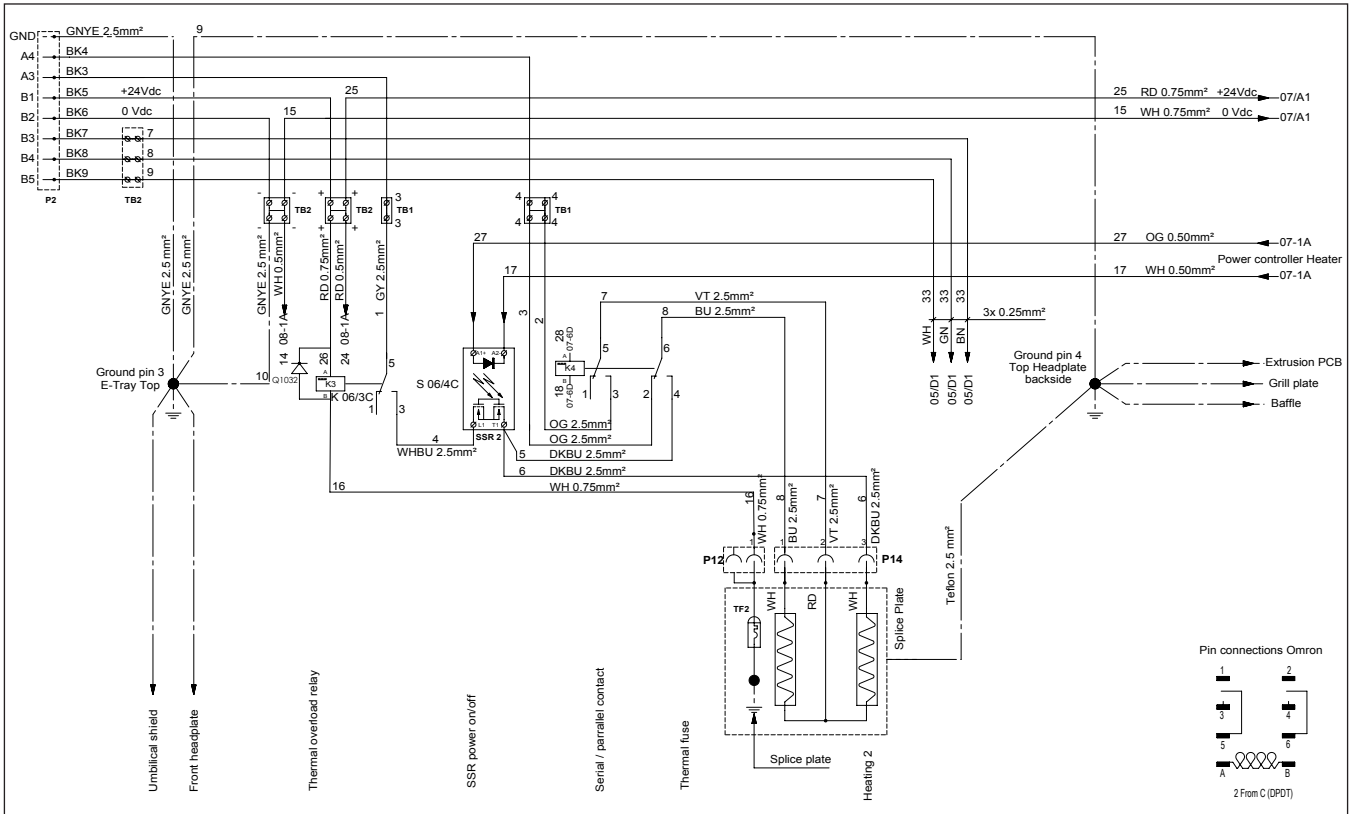 GND GNYE 2.5mm² 9
A4 BK4
A3 BK3
B1 BK5 +24Vdc 25 25 RD 0.75mm² +24Vdc 07/A1
B2 BK6 0 Vdc 15 15 WH 0.75mm² 0 Vdc 07/A1
B3 BK7 7
B4 BK8 8
B5 BK9 9
P2 TB2
- - + + 3 4 4
TB2 TB2 TB1 TB1
- - + + 3 4 4
27 27 OG 0.50mm² 07-1A
Power controller Heater
17 17 WH 0.50mm² 07-1A
GNYE 2.5 mm²
GNYE 2.5 mm²
GNYE 2.5mm²
WH 0.5mm²
RD 0.75mm²
RD 0.5mm²
GY 2.5mm²
14 08-1A
26
24 08-1A
1
3
2
7 VT 2.5mm²
8 BU 2.5mm²
33 33 33
3x 0.25mm²
WH GN BN
05/D1 05/D1 05/D1
Ground pin 3
E-Tray Top
10
Q1032
A
K3
B
K 06/3C
5
1 3
A1+ A2-
S 06/4C
L1 T1
SSR 2
28
07-6D
A
K4
B
18
07-6D
5 6
1 3 2 4
Ground pin 4
Top Headplate
backside
Extrusion PCB
Grill plate
Baffle
4
WHBU 2.5mm²
OG 2.5mm²
OG 2.5mm²
5 DKBU 2.5mm²
6 DKBU 2.5mm²
16 WH 0.75mm²
16
WH 0.75mm²
8
BU 2.5mm²
7
VT 2.5mm²
6
DKBU 2.5mm²
P12 1 1 2 3 P14
TF2
WH
RD
WH
Splice Plate
Teflon 2.5 mm²
Splice plate
Umbilical shield
Front headplate
Thermal overload relay
SSR power on/off
Serial / parrallel contact
Thermal fuse
Heating 2
Pin connections Omron
1 2
3 4
5 6
A B
2 From C (DPDT)